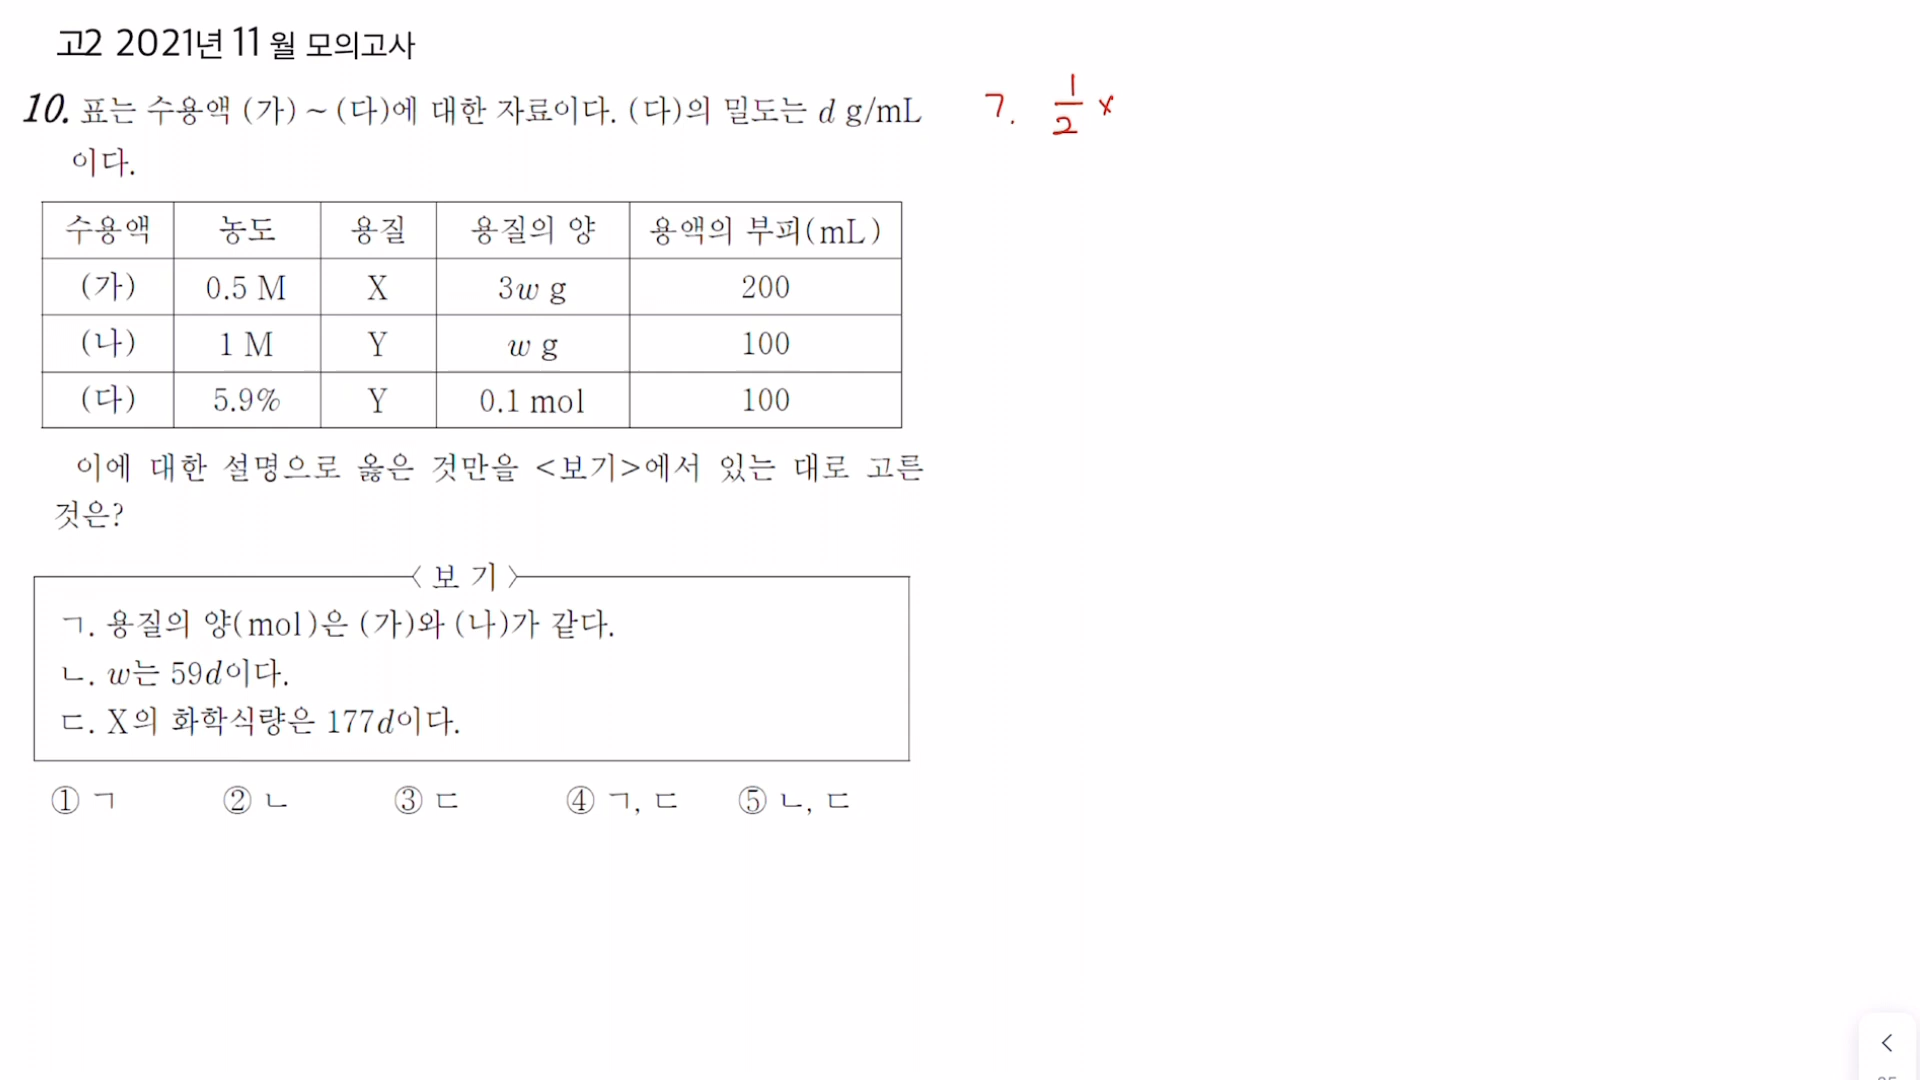 고2 2021년 11월 모의고사
10. 표는 수용액 (가) ~ (다)에 대한 자료이다. (다)의 밀도는 d g/mL
이다.
수용액 농도 용질 용질의 양 용액의 부피(mL)
(가) 0.5 M X 3w g 200
(나) 1 M Y w g 100
(다) 5.9% Y 0.1 mol 100
이에 대한 설명으로 옳은 것만을 <보기>에서 있는 대로 고른
것은?
〈보 기〉
ㄱ. 용질의 양(mol)은 (가)와 (나)가 같다.
ㄴ. w는 59d이다.
ㄷ. X의 화학식량은 177d이다.
① ㄱ ② ㄴ ③ ㄷ ④ ㄱ, ㄷ ⑤ ㄴ, ㄷ
ㄱ. 1/2 ×